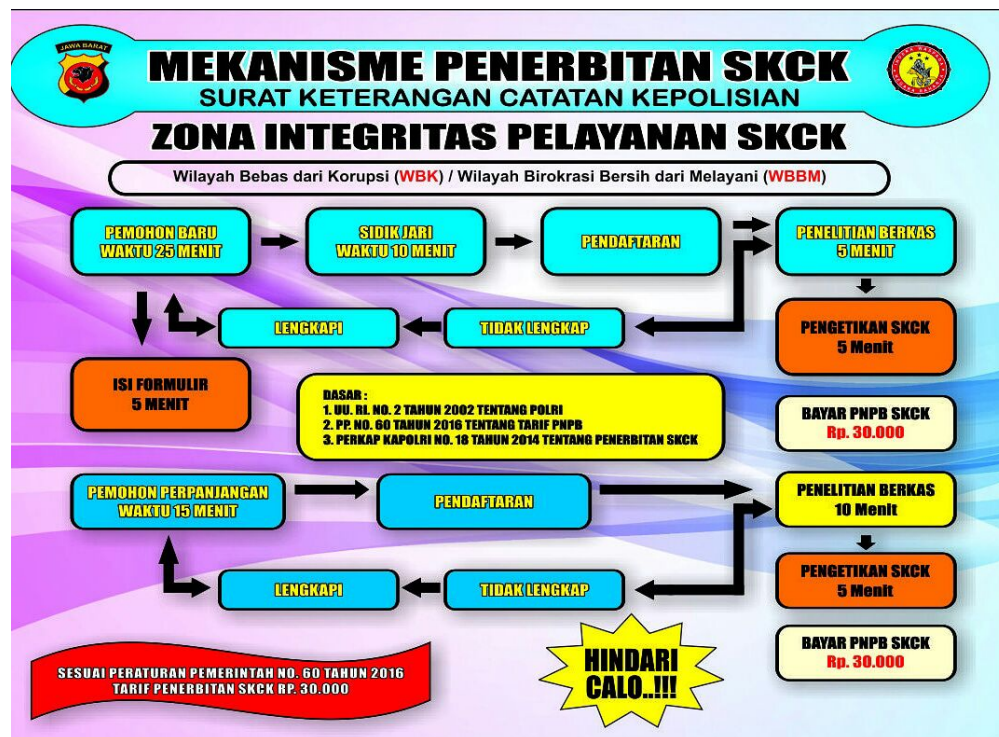 JAWA BARAT
MEKANISME PENERBITAN SKCK
SURAT KETERANGAN CATATAN KEPOLISIAN
ZONA INTEGRITAS PELAYANAN SKCK
Wilayah Bebas dari Korupsi (WBK) / Wilayah Birokrasi Bersih dari Melayani (WBBM)
PEMOHON BARU
WAKTU 25 MENIT
SIDIK JARI
WAKTU 10 MENIT
PENDAFTARAN
PENELITIAN BERKAS
5 MENIT
LENGKAPI
TIDAK LENGKAP
PENGETIKAN SKCK
5 Menit
ISI FORMULIR
5 MENIT
DASAR :
1. UU. RI. NO. 2 TAHUN 2002 TENTANG POLRI
2. PP. NO. 60 TAHUN 2016 TENTANG TARIF PNPB
3. PERKAP KAPOLRI NO. 18 TAHUN 2014 TENTANG PENERBITAN SKCK
BAYAR PNPB SKCK
Rp. 30.000
PEMOHON PERPANJANGAN
WAKTU 15 MENIT
PENDAFTARAN
PENELITIAN BERKAS
10 Menit
LENGKAPI
TIDAK LENGKAP
PENGETIKAN SKCK
5 Menit
BAYAR PNPB SKCK
Rp. 30.000
SESUAI PERATURAN PEMERINTAH NO. 60 TAHUN 2016
TARIF PENERBITAN SKCK RP. 30.000
HINDARI
CALO..!!!